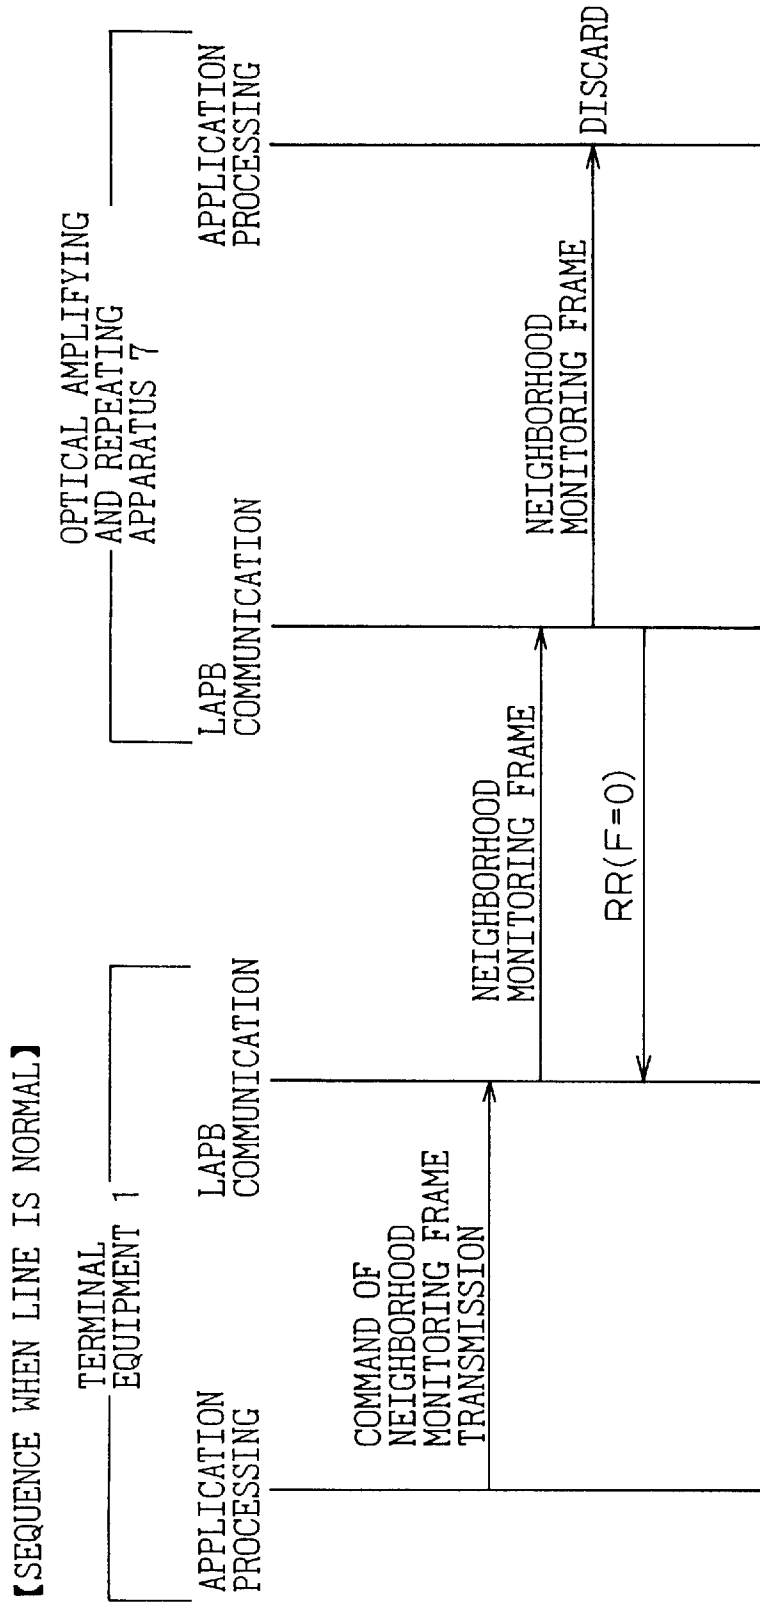 【SEQUENCE WHEN LINE IS NORMAL】
TERMINAL
EQUIPMENT 1
OPTICAL AMPLIFYING
AND REPEATING
APPARATUS 7
APPLICATION
PROCESSING
LAPB
COMMUNICATION
LAPB
COMMUNICATION
APPLICATION
PROCESSING
COMMAND OF
NEIGHBORHOOD
MONITORING FRAME
TRANSMISSION
NEIGHBORHOOD
MONITORING FRAME
NEIGHBORHOOD
MONITORING FRAME
DISCARD
RR(F=0)